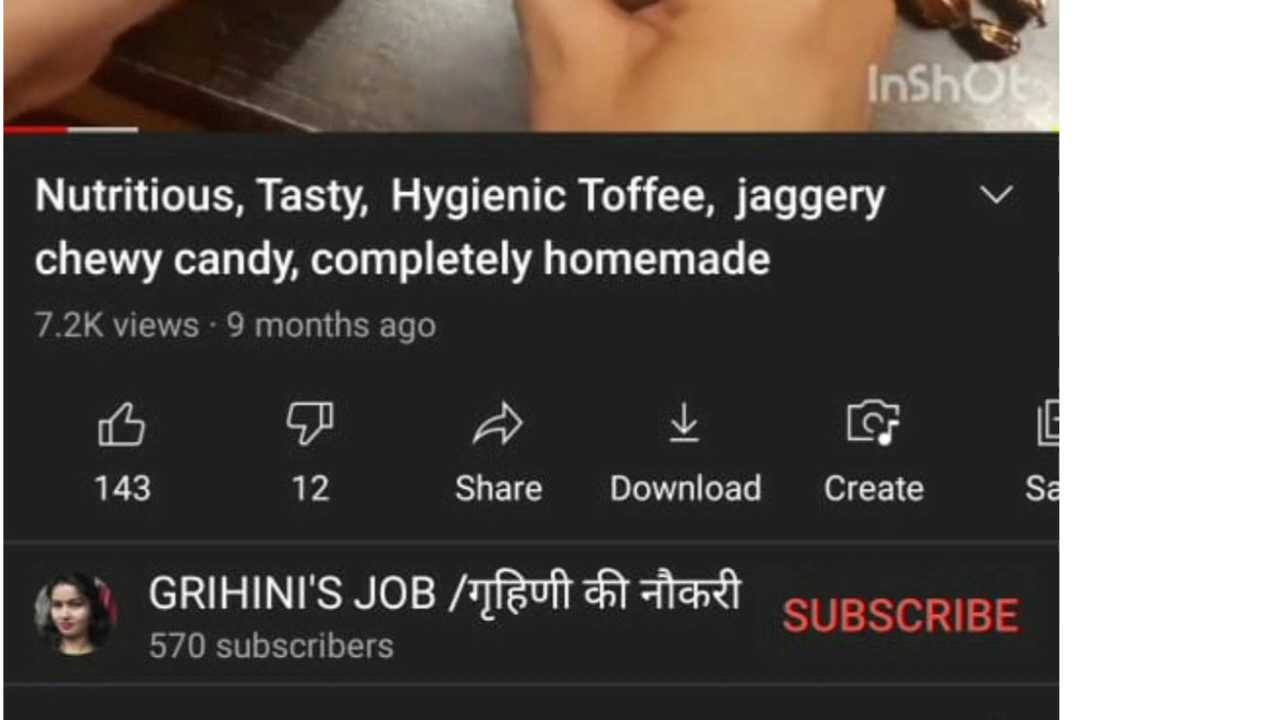 InShOt
Nutritious, Tasty,  Hygienic Toffee,  jaggery
chewy candy, completely homemade
7.2K views · 9 months ago
143 12 Share Download Create Sa
GRIHINI'S JOB /गृहिणी की नौकरी
570 subscribers
SUBSCRIBE